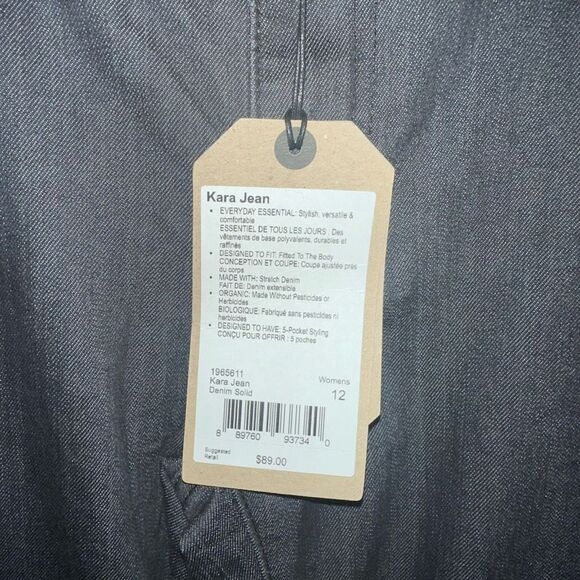 Kara Jean
• EVERYDAY ESSENTIAL: Stylish, versatile &
comfortable
ESSENTIEL DE TOUS LES JOURS : Des
vêtements de base polyvalents, durables et
raffinés
• DESIGNED TO FIT: Fitted To The Body
CONCEPTION ET COUPE: Coupe ajustée près
du corps
• MADE WITH: Stretch Denim
FAIT DE: Denim extensible
• ORGANIC: Made Without Pesticides or
Herbicides
BIOLOGIQUE: Fabriqué sans pesticides ni
herbicides
• DESIGNED TO HAVE: 5-Pocket Styling
CONÇU POUR OFFRIR : 5 poches
1965611
Kara Jean Womens
Denim Solid 12
8 89760 93734 0
Suggested
Retail $89.00